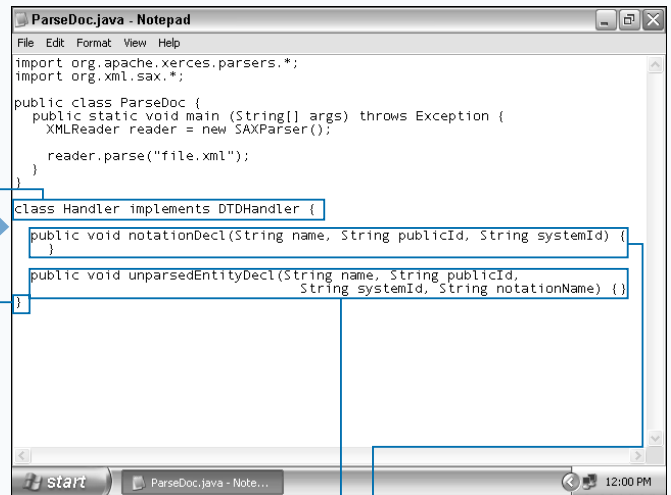 ParseDoc.java - Notepad
File Edit Format View Help
import org.apache.xerces.parsers.*;
import org.xml.sax.*;
public class ParseDoc {
public static void main (String[] args) throws Exception {
XMLReader reader = new SAXParser();
reader.parse("file.xml");
}
}
class Handler implements DTDHandler {
public void notationDecl(String name, String publicId, String systemId) {
}
public void unparsedEntityDecl(String name, String publicId,
String systemId, String notationName) {}
}
start ParseDoc.java - Note... 12:00 PM